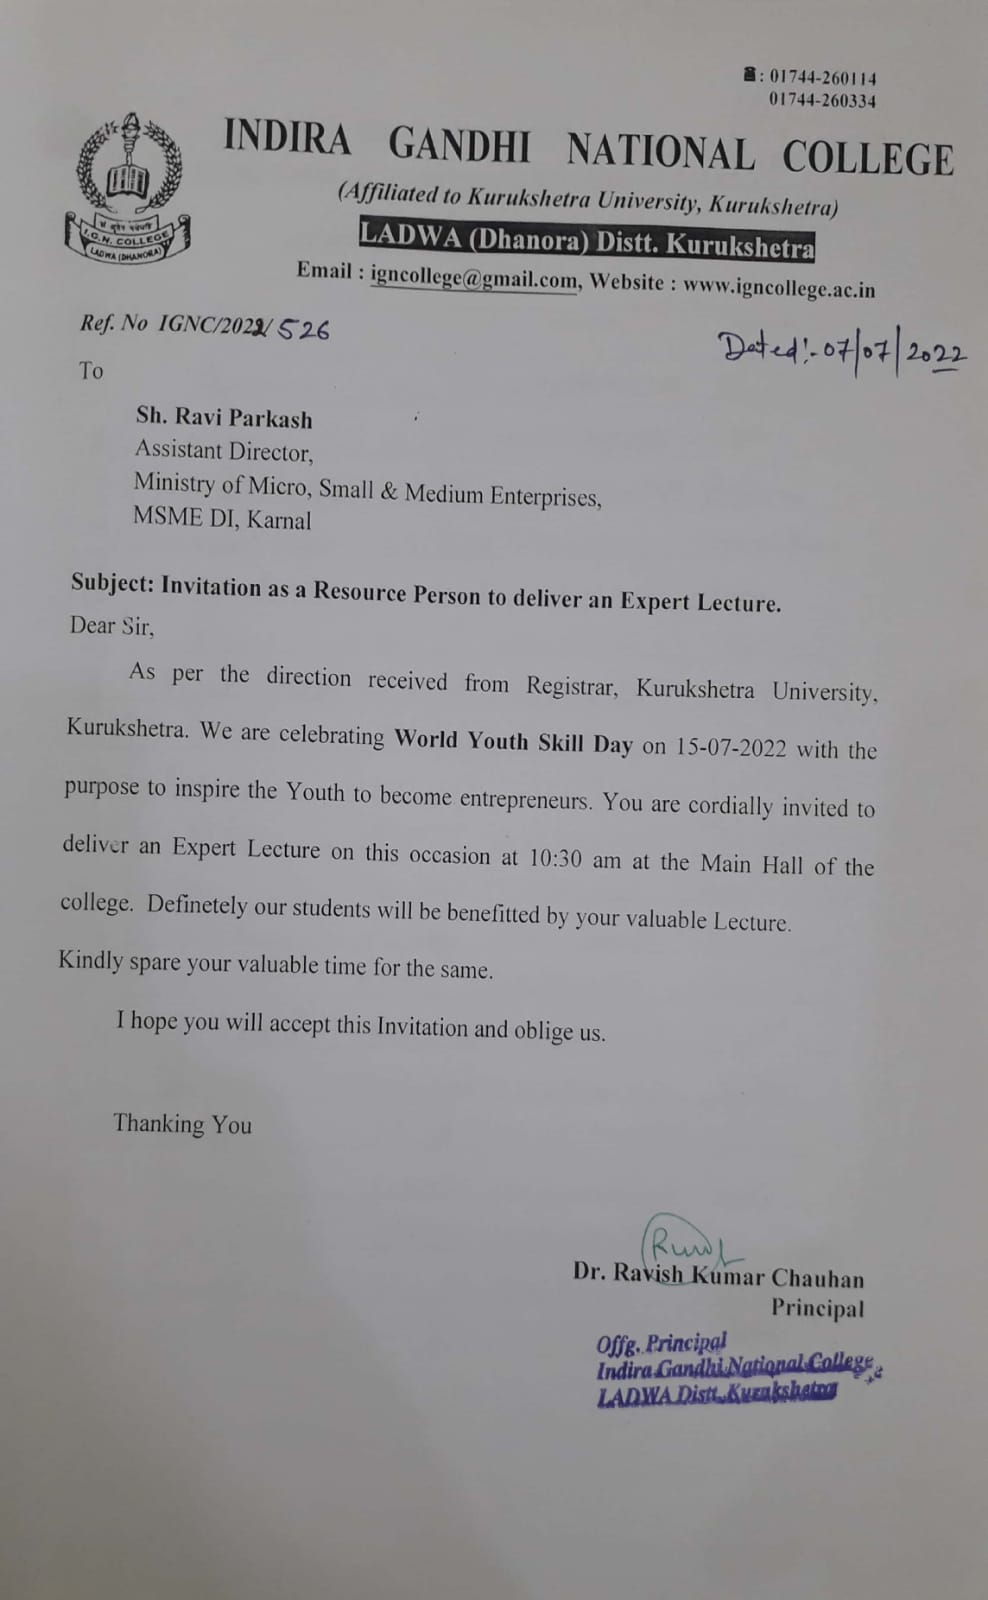 ☎: 01744-260114
01744-260334
INDIRA GANDHI NATIONAL COLLEGE
(Affiliated to Kurukshetra University, Kurukshetra)
LADWA (Dhanora) Distt. Kurukshetra
Email : igncollege@gmail.com, Website : www.igncollege.ac.in
I.G.N. COLLEGE
LADWA (DHANORA)
Ref. No IGNC/2022/526
Dated:- 07/07/2022
To
Sh. Ravi Parkash
Assistant Director,
Ministry of Micro, Small & Medium Enterprises,
MSME DI, Karnal
Subject: Invitation as a Resource Person to deliver an Expert Lecture.
Dear Sir,
As per the direction received from Registrar, Kurukshetra University,
Kurukshetra. We are celebrating World Youth Skill Day on 15-07-2022 with the
purpose to inspire the Youth to become entrepreneurs. You are cordially invited to
deliver an Expert Lecture on this occasion at 10:30 am at the Main Hall of the
college. Definetely our students will be benefitted by your valuable Lecture.
Kindly spare your valuable time for the same.
I hope you will accept this Invitation and oblige us.
Thanking You
Dr. Ravish Kumar Chauhan
Principal
Offg. Principal
Indira Gandhi National College
LADWA Distt. Kurukshetra